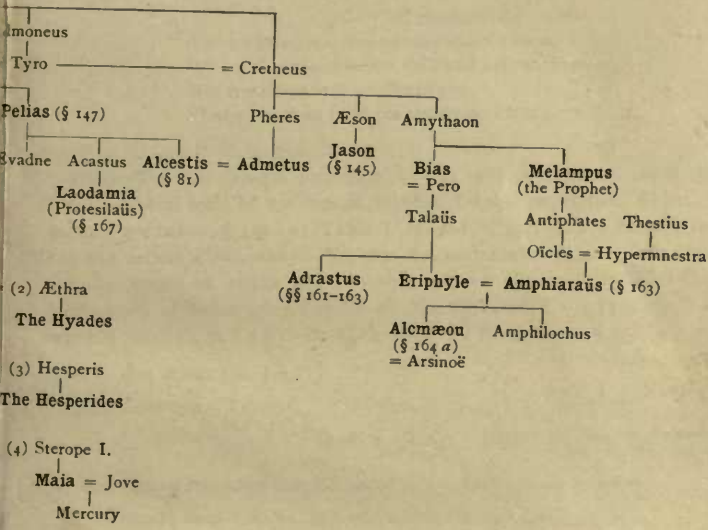 Tyro = Cretheus
Pelias (§ 147) Pheres Æson Amythaon
Acastus Alcestis = Admetus Jason Bias Melampus
(§ 81) (§ 145) = Pero (the Prophet)
Laodamia
(Protesilaüs) Talaüs Antiphates Thestius
(§ 167)
Oïcles = Hypermnestra
(2) Æthra Adrastus Eriphyle = Amphiaraüs (§ 163)
(§§ 161–163)
The Hyades
Alcmæon Amphilochus
(§ 164 a)
= Arsinoë
(3) Hesperis
The Hesperides
(4) Sterope I.
Maia = Jove
Mercury